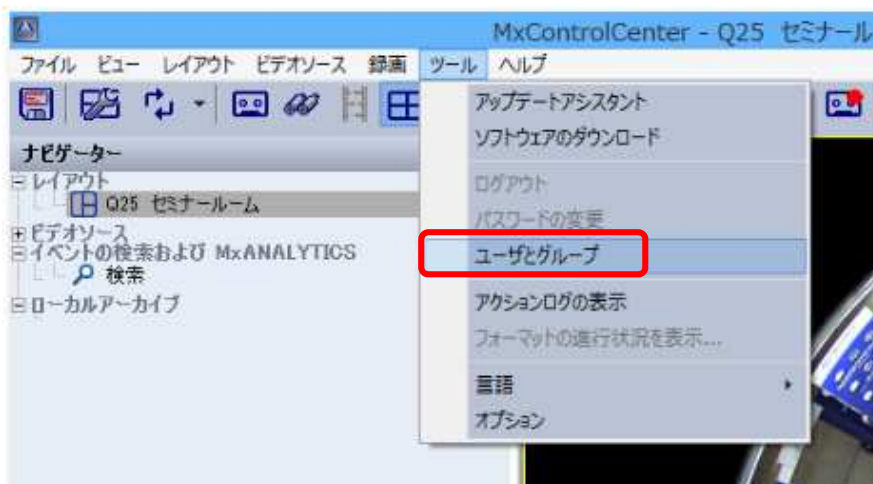 MxControlCenter - Q25 セミナール
ファイル ビュー レイアウト ビデオソース 録画 ツール ヘルプ
アップデートアシスタント
ソフトウェアのダウンロード
ログアウト
パスワードの変更
ユーザとグループ
アクションログの表示
フォーマットの進行状況を表示...
言語
オプション
ナビゲーター
レイアウト
Q25 セミナールーム
ビデオソース
イベントの検索および MxANALYTICS
検索
ローカルアーカイブ